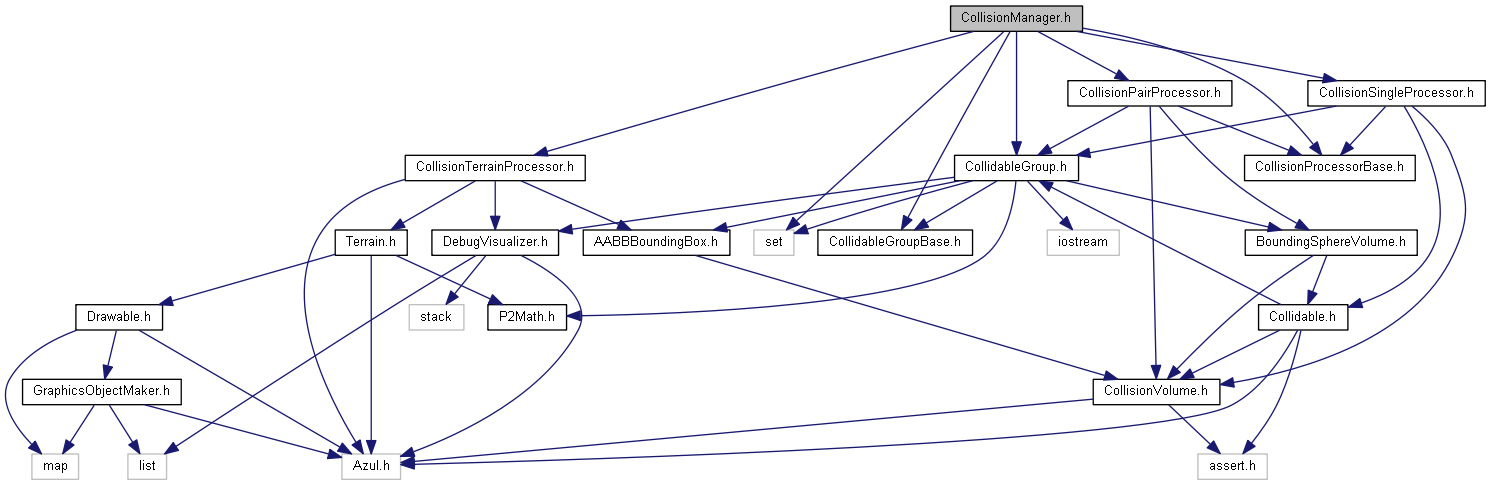 CollisionManager.h
CollisionPairProcessor.h
CollisionSingleProcessor.h
CollisionTerrainProcessor.h
CollidableGroup.h
CollisionProcessorBase.h
Terrain.h
DebugVisualizer.h
AABBBoundingBox.h
set
CollidableGroupBase.h
iostream
BoundingSphereVolume.h
Drawable.h
stack
P2Math.h
Collidable.h
GraphicsObjectMaker.h
CollisionVolume.h
map
list
Azul.h
assert.h